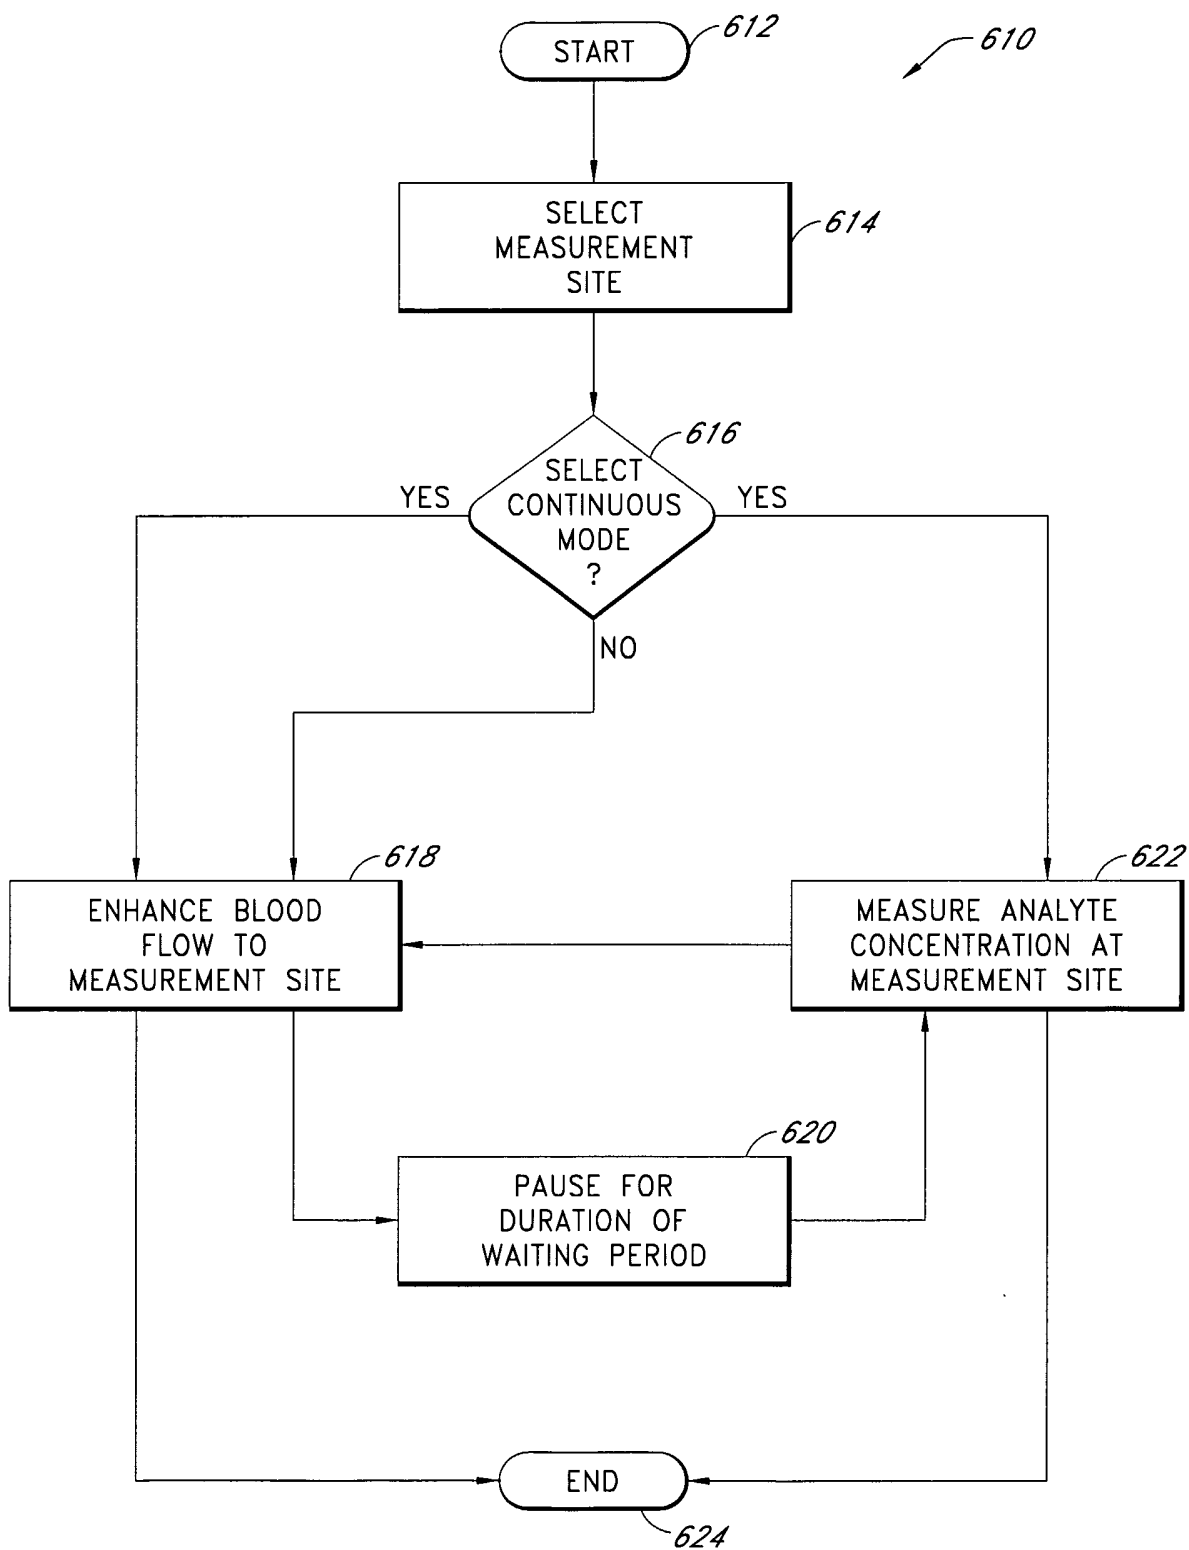 612
START
610
SELECT
MEASUREMENT
SITE
614
616
SELECT
CONTINUOUS
MODE
?
YES
YES
NO
618
622
ENHANCE BLOOD
FLOW TO
MEASUREMENT SITE
MEASURE ANALYTE
CONCENTRATION AT
MEASUREMENT SITE
620
PAUSE FOR
DURATION OF
WAITING PERIOD
END
624